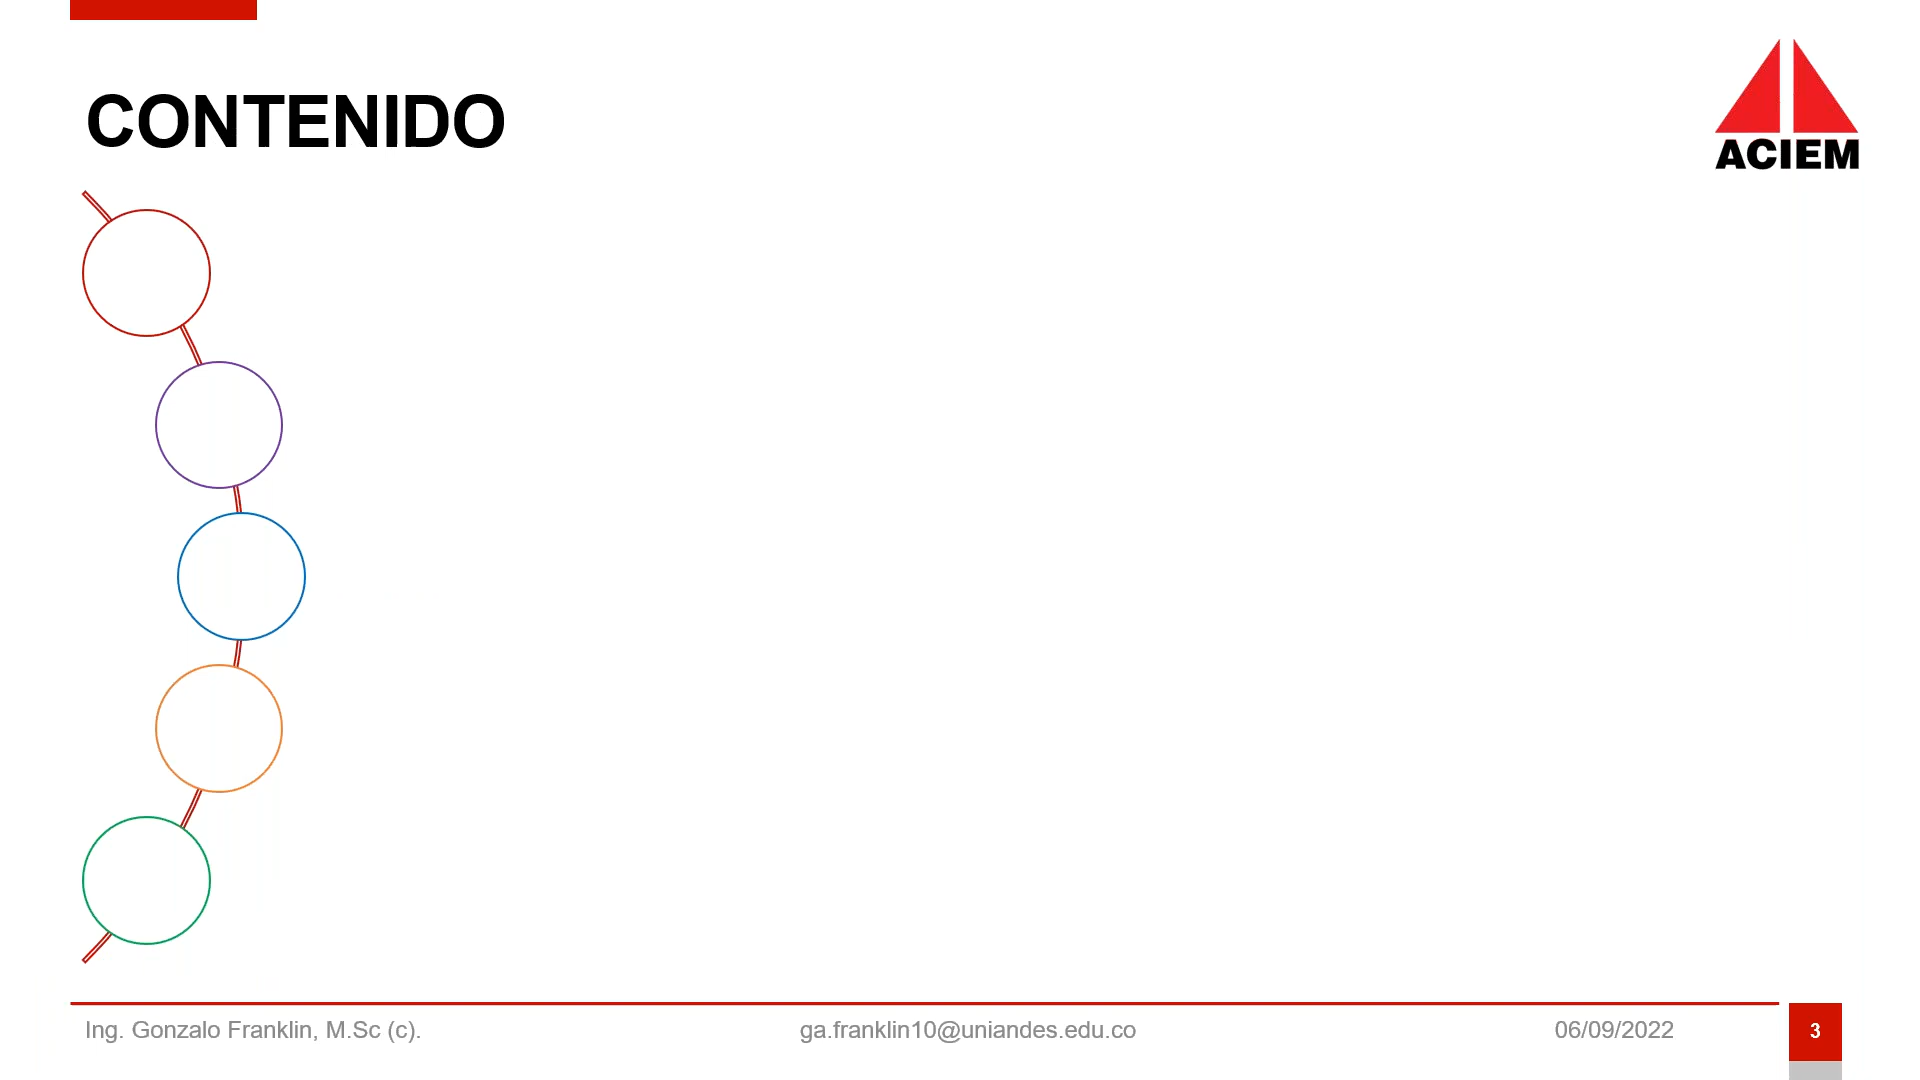 CONTENIDO
ACIEM
Ing. Gonzalo Franklin, M.Sc (c).
ga.franklin10@uniandes.edu.co
06/09/2022
3